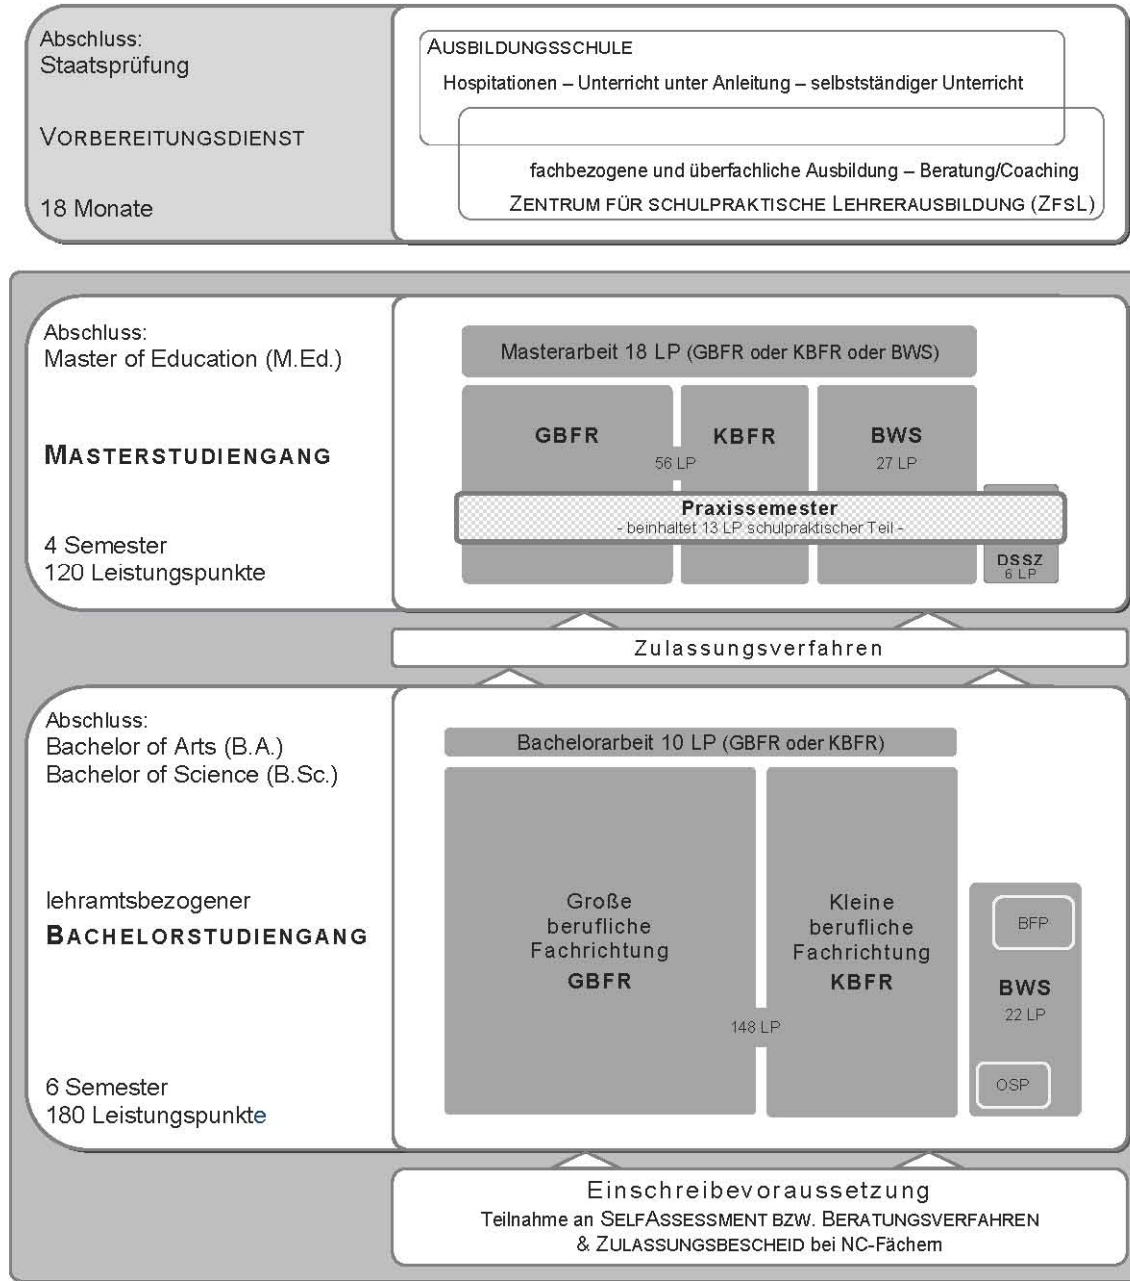 Abschluss:
Staatsprüfung
VORBEREITUNGSDIENST
18 Monate
AUSBILDUNGSSCHULE
Hospitationen – Unterricht unter Anleitung – selbstständiger Unterricht
fachbezogene und überfachliche Ausbildung – Beratung/Coaching
ZENTRUM FÜR SCHULPRAKTISCHE LEHRERAUSBILDUNG (ZFSL)
Abschluss:
Master of Education (M.Ed.)
MASTERSTUDIENGANG
4 Semester
120 Leistungspunkte
Masterarbeit 18 LP (GBFR oder KBFR oder BWS)
GBFR
KBFR
56 LP
BWS
27 LP
Praxissemester
- beinhaltet 13 LP schulpraktischer Teil -
DSSZ
6 LP
Zulassungsverfahren
Abschluss:
Bachelor of Arts (B.A.)
Bachelor of Science (B.Sc.)
lehramtsbezogener
BACHELORSTUDIENGANG
6 Semester
180 Leistungspunkte
Bachelorarbeit 10 LP (GBFR oder KBFR)
Große
berufliche
Fachrichtung
GBFR
Kleine
berufliche
Fachrichtung
KBFR
148 LP
BFP
BWS
22 LP
OSP
Einschreibevoraussetzung
Teilnahme an SELFASSESSMENT BZW. BERATUNGSVERFAHREN
& ZULASSUNGSBESCHEID bei NC-Fächern